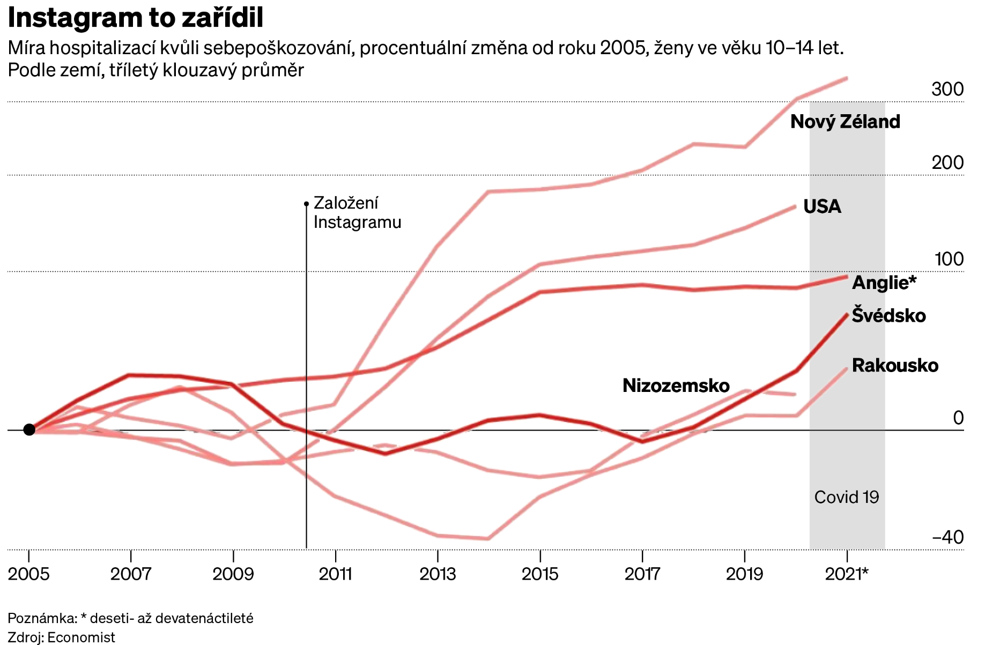 Instagram to zařídil
Míra hospitalizací kvůli sebepoškozování, procentuální změna od roku 2005, ženy ve věku 10–14 let.
Podle zemí, tříletý klouzavý průměr
300
Nový Zéland
200
Založení
Instagramu
USA
100
Anglie*
Švédsko
Rakousko
Nizozemsko
0
Covid 19
–40
2005 2007 2009 2011 2013 2015 2017 2019 2021*
Poznámka: * deseti- až devatenáctileté
Zdroj: Economist